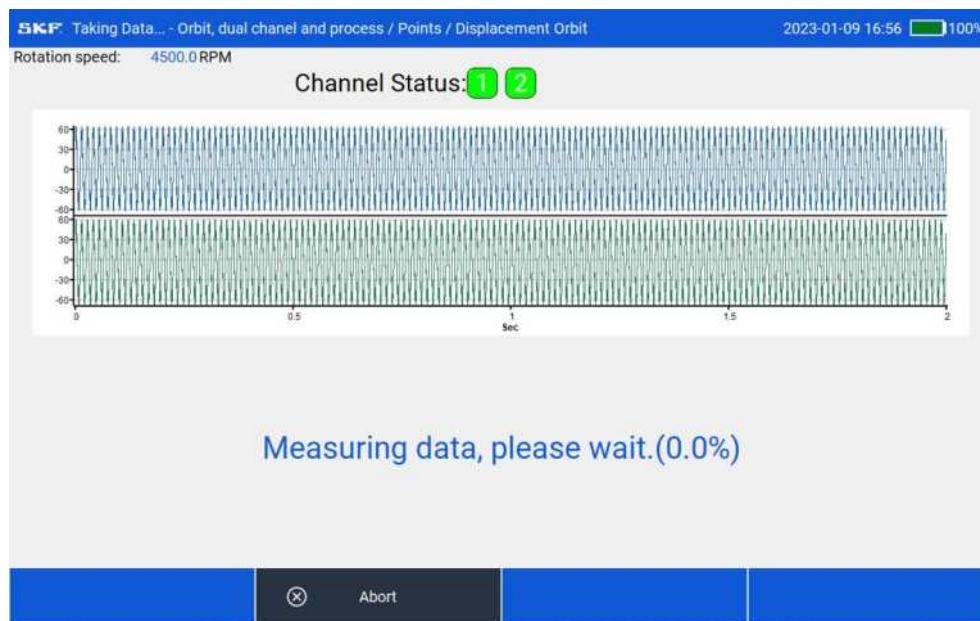 SKF. Taking Data... - Orbit, dual chanel and process / Points / Displacement Orbit 2023-01-09 16:56 100%
Rotation speed: 4500.0 RPM
Channel Status: 1 2
60
30
0
-30
-60
60
30
0
-30
-60
0 0.5 1 1.5 2
Sec
Measuring data, please wait.(0.0%)
Abort